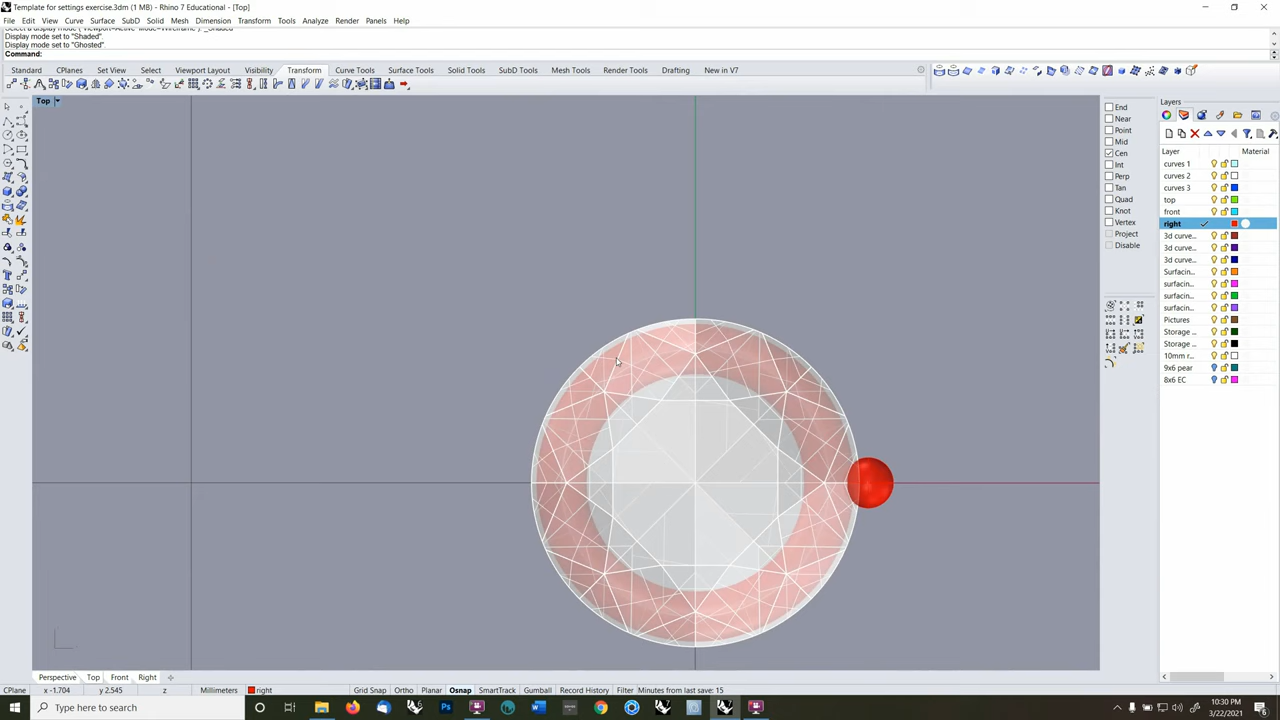 Template for settings exercise.3dm (1 MB) - Rhino 7 Educational - [Top]
File Edit View Curve Surface SubD Solid Mesh Dimension Transform Tools Analyze Render Panels Help
Display mode set to "Shaded".
Display mode set to "Ghosted".
Command:
Standard CPlanes Set View Select Viewport Layout Visibility Transform Curve Tools Surface Tools Solid Tools SubD Tools Mesh Tools Render Tools Drafting New in V7
Top
End
Near
Point
Mid
Cen
Int
Perp
Tan
Quad
Knot
Vertex
Project
Disable
Layers
Layer Material
curves 1
curves 2
curves 3
top
front
right
3d curve...
3d curve...
3d curve...
Surfacin...
surfacin...
surfacin...
surfacin...
Pictures
Storage ...
Storage ...
10mm r...
9x6 pear
8x6 EC
Perspective Top Front Right
CPlane x -1.704 y 2.545 z Millimeters right Grid Snap Ortho Planar Osnap SmartTrack Gumball Record History Filter Minutes from last save: 15
Type here to search
10:30 PM
3/22/2021